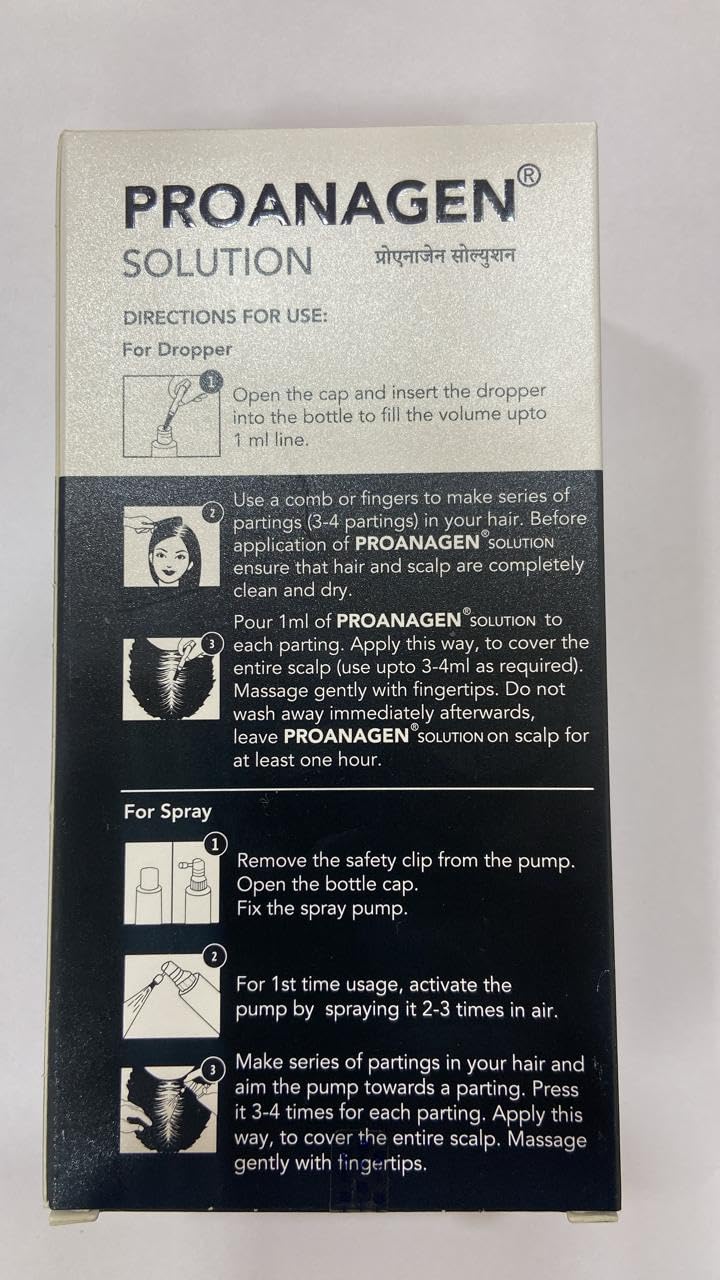 PROANAGEN®
SOLUTION प्रोएनाजेन सोल्युशन
DIRECTIONS FOR USE:
For Dropper
1
Open the cap and insert the dropper
into the bottle to fill the volume upto
1 ml line.
2
Use a comb or fingers to make series of
partings (3-4 partings) in your hair. Before
application of PROANAGEN® SOLUTION
ensure that hair and scalp are completely
clean and dry.
3
Pour 1ml of PROANAGEN® SOLUTION to
each parting. Apply this way, to cover the
entire scalp (use upto 3-4ml as required).
Massage gently with fingertips. Do not
wash away immediately afterwards,
leave PROANAGEN® SOLUTION on scalp for
at least one hour.
For Spray
1
Remove the safety clip from the pump.
Open the bottle cap.
Fix the spray pump.
2
For 1st time usage, activate the
pump by spraying it 2-3 times in air.
3
Make series of partings in your hair and
aim the pump towards a parting. Press
it 3-4 times for each parting. Apply this
way, to cover the entire scalp. Massage
gently with fingertips.